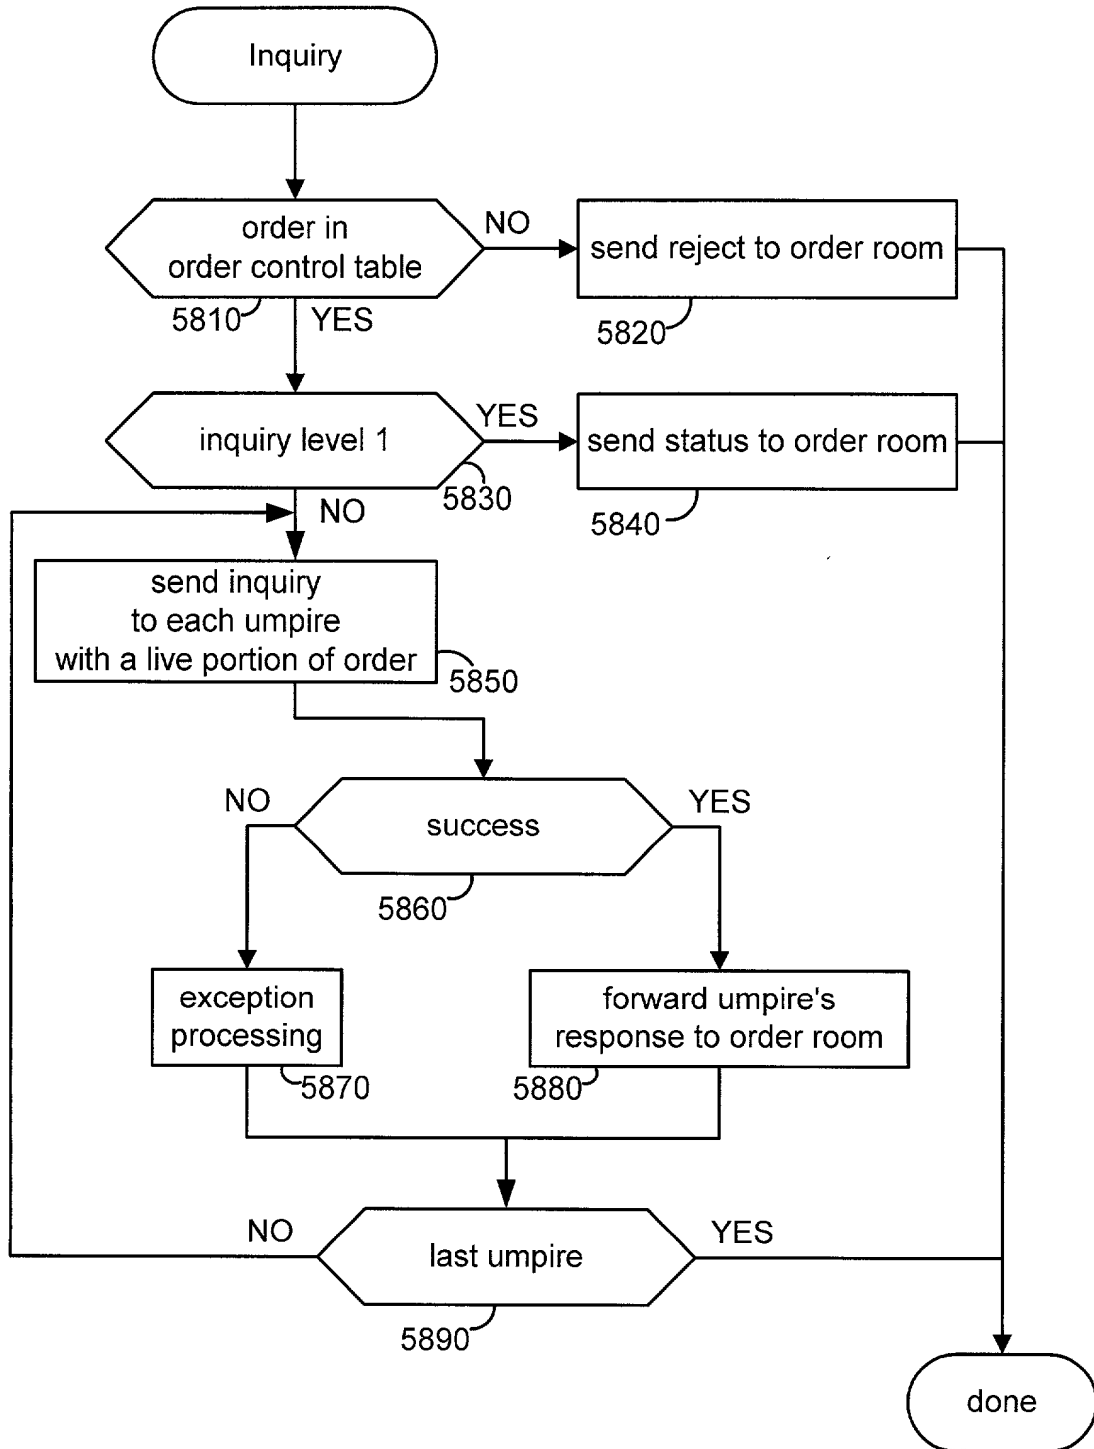 Inquiry
order in
order control table
NO
send reject to order room
5810
YES
5820
inquiry level 1
YES
send status to order room
5830
5840
NO
send inquiry
to each umpire
with a live portion of order
5850
NO
success
YES
5860
exception
processing
forward umpire's
response to order room
5870
5880
NO
last umpire
YES
5890
done